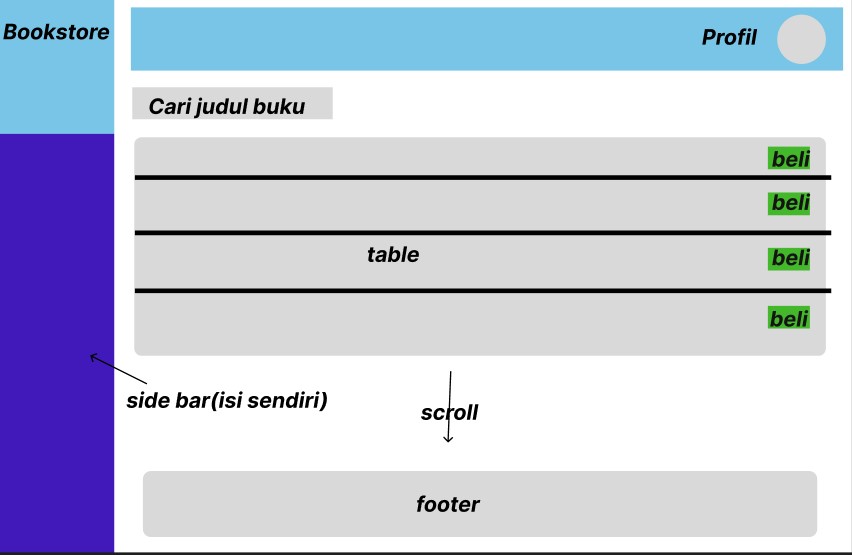 Bookstore
Profil
Cari judul buku
beli
beli
table
beli
beli
side bar(isi sendiri)
scroll
footer